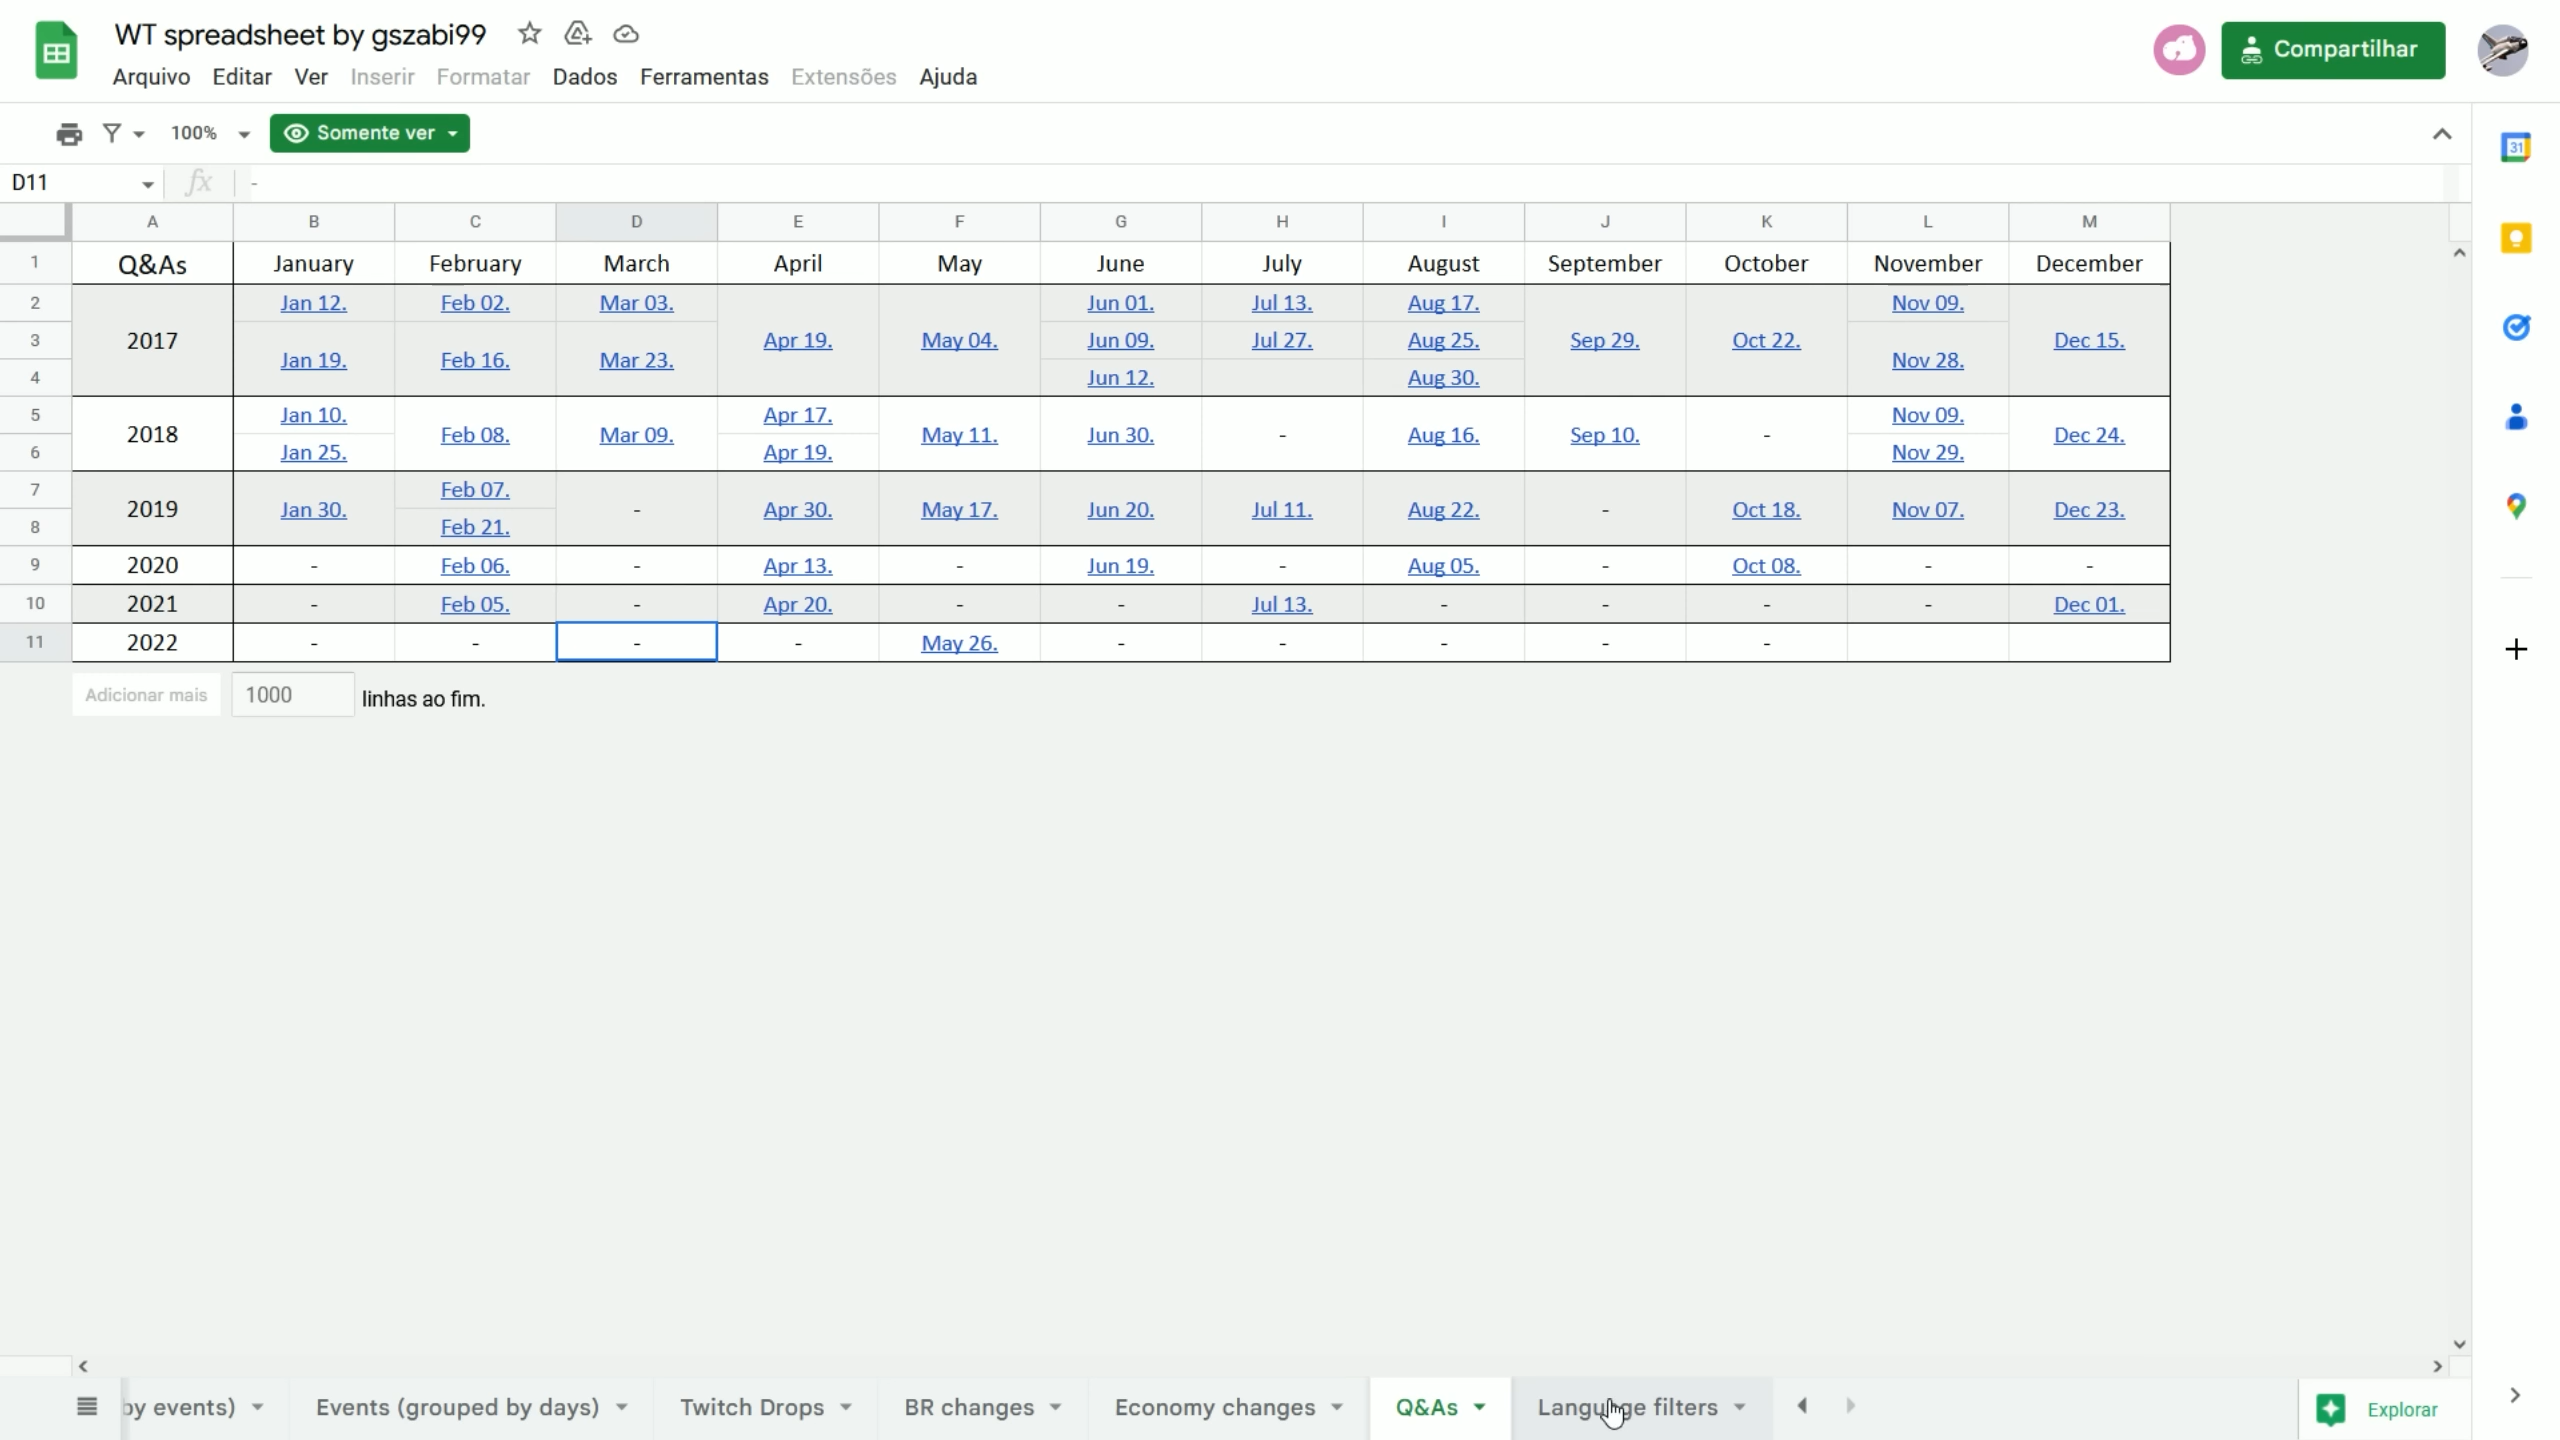 WT spreadsheet by gszabi99
Compartilhar
Arquivo Editar Ver Inserir Formatar Dados Ferramentas Extensões Ajuda
100% Somente ver
31
D11 fx -
A B C D E F G H I J K L M
1 Q&As January February March April May June July August September October November December
2 Jan 12. Feb 02. Mar 03. Jun 01. Jul 13. Aug 17. Nov 09.
3 2017 Apr 19. May 04. Jun 09. Jul 27. Aug 25. Sep 29. Oct 22. Dec 15.
Jan 19. Feb 16. Mar 23. Nov 28.
4 Jun 12. Aug 30.
5 Jan 10. Apr 17. Nov 09.
2018 Feb 08. Mar 09. May 11. Jun 30. - Aug 16. Sep 10. - Dec 24.
6 Jan 25. Apr 19. Nov 29.
7 Feb 07.
2019 Jan 30. - Apr 30. May 17. Jun 20. Jul 11. Aug 22. - Oct 18. Nov 07. Dec 23.
8 Feb 21.
9 2020 - Feb 06. - Apr 13. - Jun 19. - Aug 05. - Oct 08. - -
10 2021 - Feb 05. - Apr 20. - - Jul 13. - - - - Dec 01.
11 2022 - - - - May 26. - - - - -
Adicionar mais 1000 linhas ao fim.
by events) Events (grouped by days) Twitch Drops BR changes Economy changes Q&As Language filters Explorar